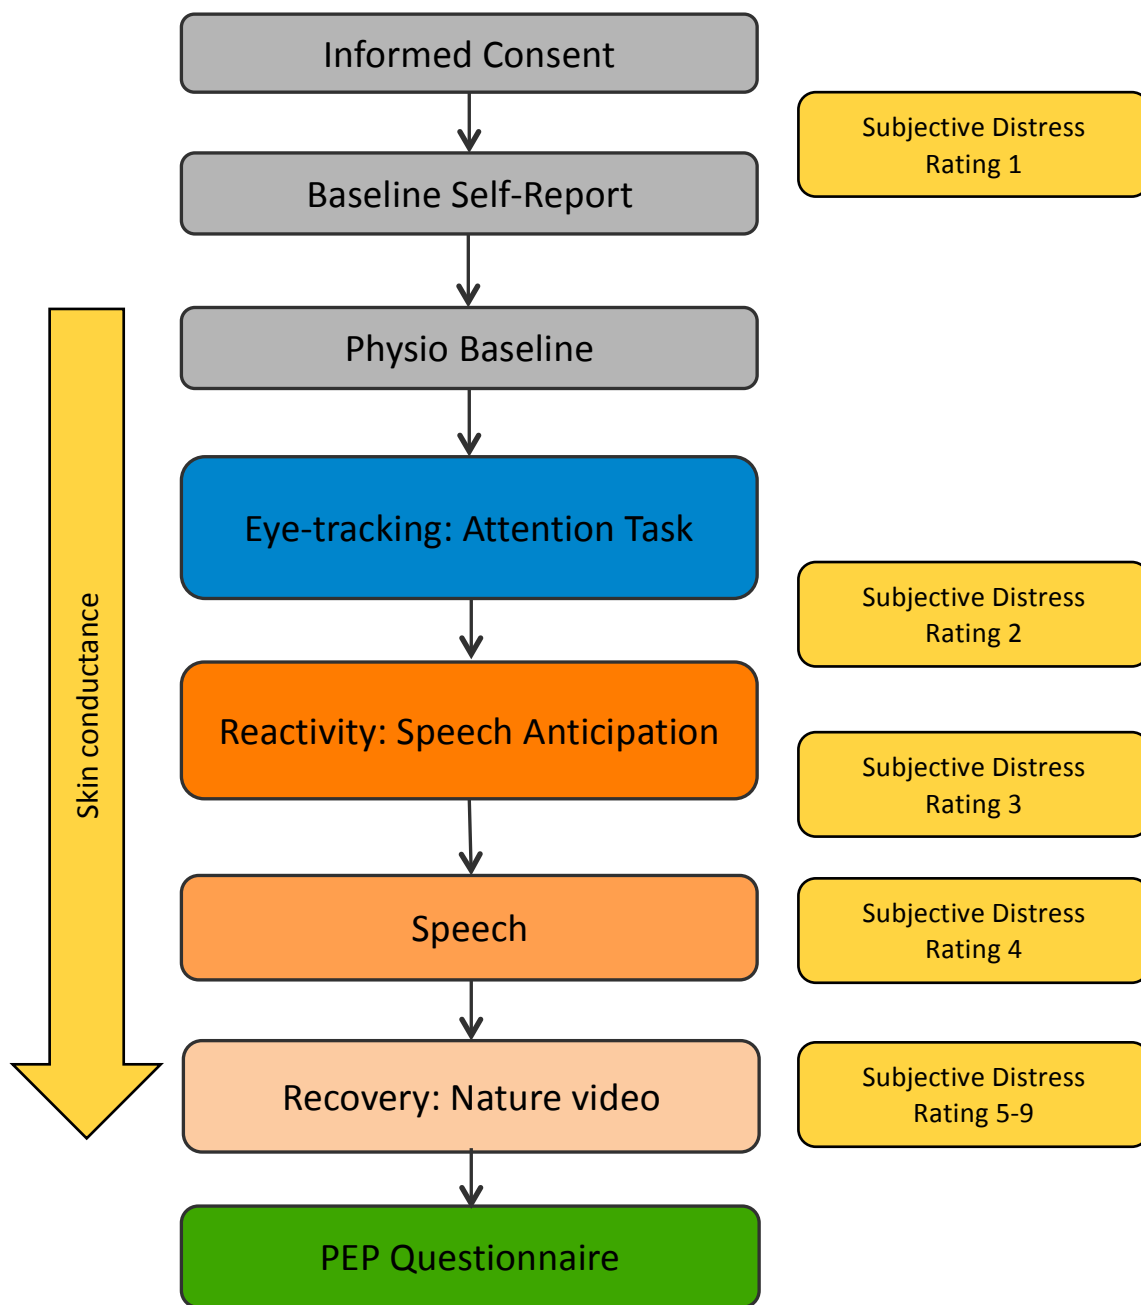 Informed Consent
Subjective Distress
Rating 1
Baseline Self-Report
Physio Baseline
Eye-tracking: Attention Task
Subjective Distress
Rating 2
Skin conductance
Reactivity: Speech Anticipation
Subjective Distress
Rating 3
Speech
Subjective Distress
Rating 4
Recovery: Nature video
Subjective Distress
Rating 5-9
PEP Questionnaire